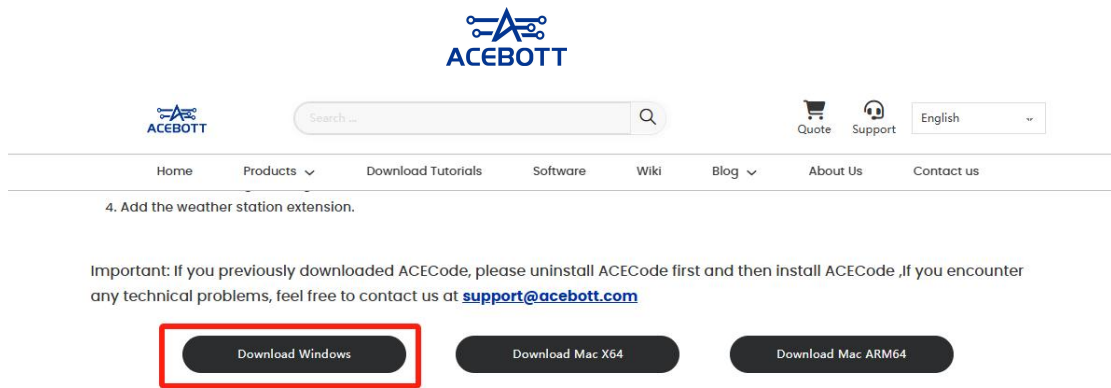 ACEBOTT
ACEBOTT
Search ...
Quote
Support
English
Home
Products
Download Tutorials
Software
Wiki
Blog
About Us
Contact us
4. Add the weather station extension.
Important: If you previously downloaded ACECode, please uninstall ACECode first and then install ACECode ,If you encounter
any technical problems, feel free to contact us at support@acebott.com
Download Windows
Download Mac X64
Download Mac ARM64